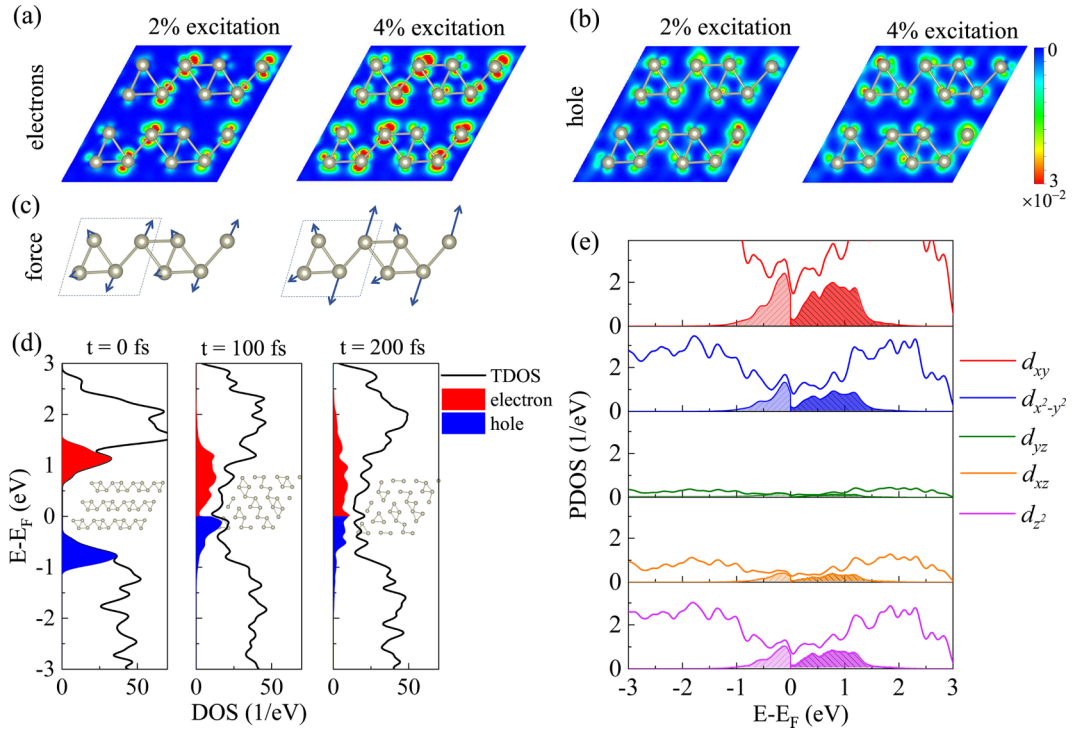 (a)
2% excitation
4% excitation
electrons
(b)
2% excitation
4% excitation
hole
0
3
×10⁻²
(c)
force
(d)
t = 0 fs
t = 100 fs
t = 200 fs
TDOS
electron
hole
E-E_F (eV)
3
2
1
0
-1
-2
-3
0
50
0
50
0
50
DOS (1/eV)
(e)
PDOS (1/eV)
2
0
2
0
2
0
2
0
2
0
-3
-2
-1
0
1
2
3
E-E_F (eV)
d_xy
d_x²-y²
d_yz
d_xz
d_z²